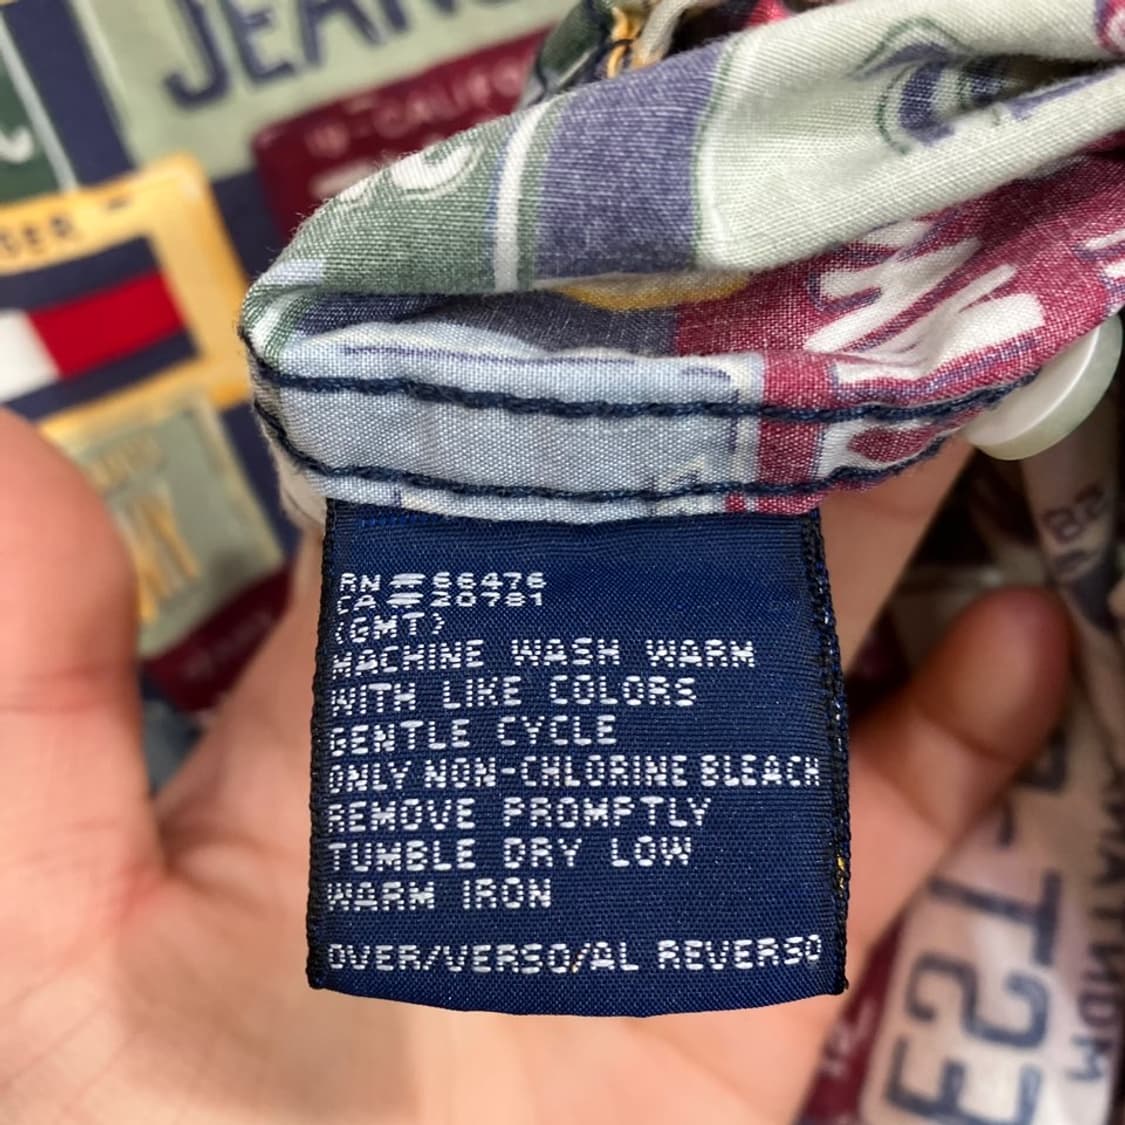 JEANS
RN # 66476
CA # 20781
(GMT)
MACHINE WASH WARM
WITH LIKE COLORS
GENTLE CYCLE
ONLY NON-CHLORINE BLEACH
REMOVE PROMPTLY
TUMBLE DRY LOW
WARM IRON
OVER/VERSO/AL REVERSO